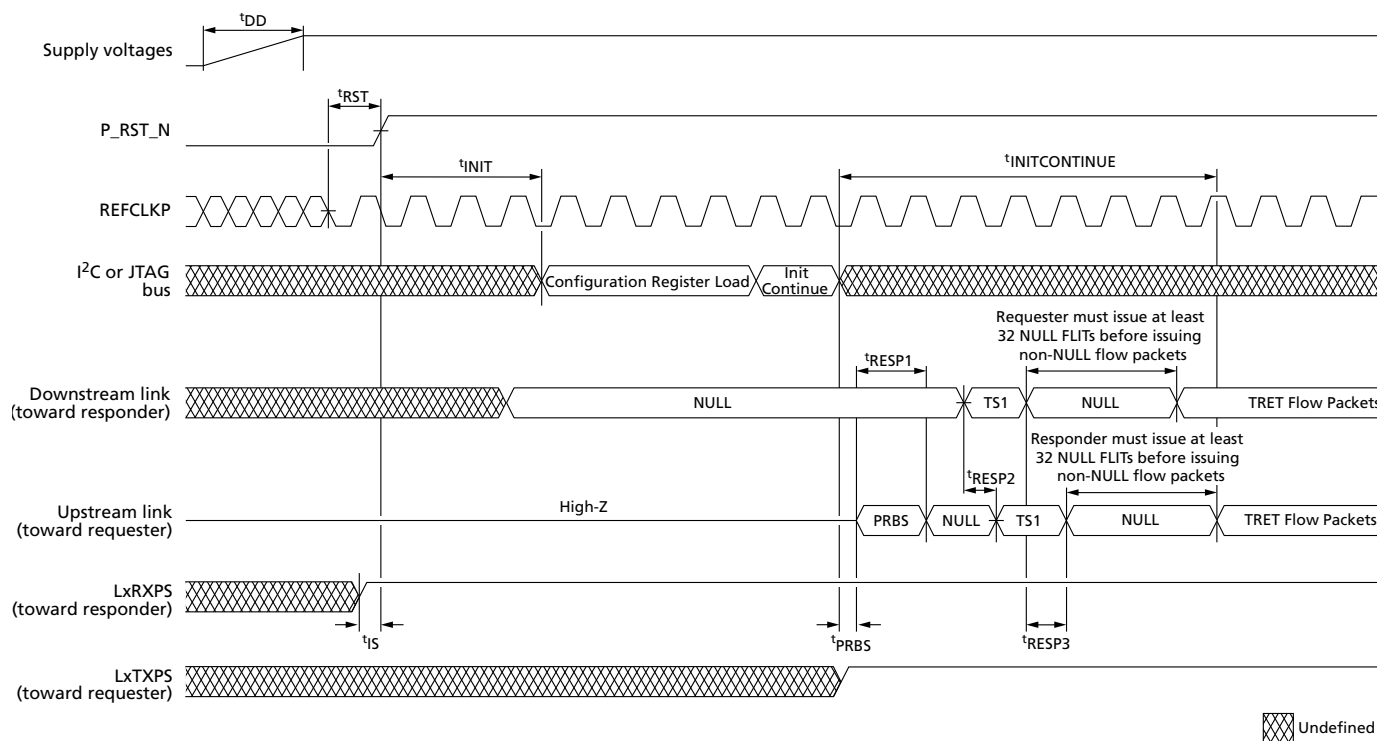 tDD
Supply voltages
tRST
P_RST_N
tINIT
tINITCONTINUE
REFCLKP
I2C or JTAG
bus
Configuration Register Load
Init
Continue
Requester must issue at least
32 NULL FLITs before issuing
non-NULL flow packets
tRESP1
Downstream link
(toward responder)
NULL
TS1
NULL
TRET Flow Packets
Responder must issue at least
32 NULL FLITs before issuing
non-NULL flow packets
tRESP2
Upstream link
(toward requester)
High-Z
PRBS
NULL
TS1
NULL
TRET Flow Packets
LxRXPS
(toward responder)
tIS
tPRBS
tRESP3
LxTXPS
(toward requester)
Undefined